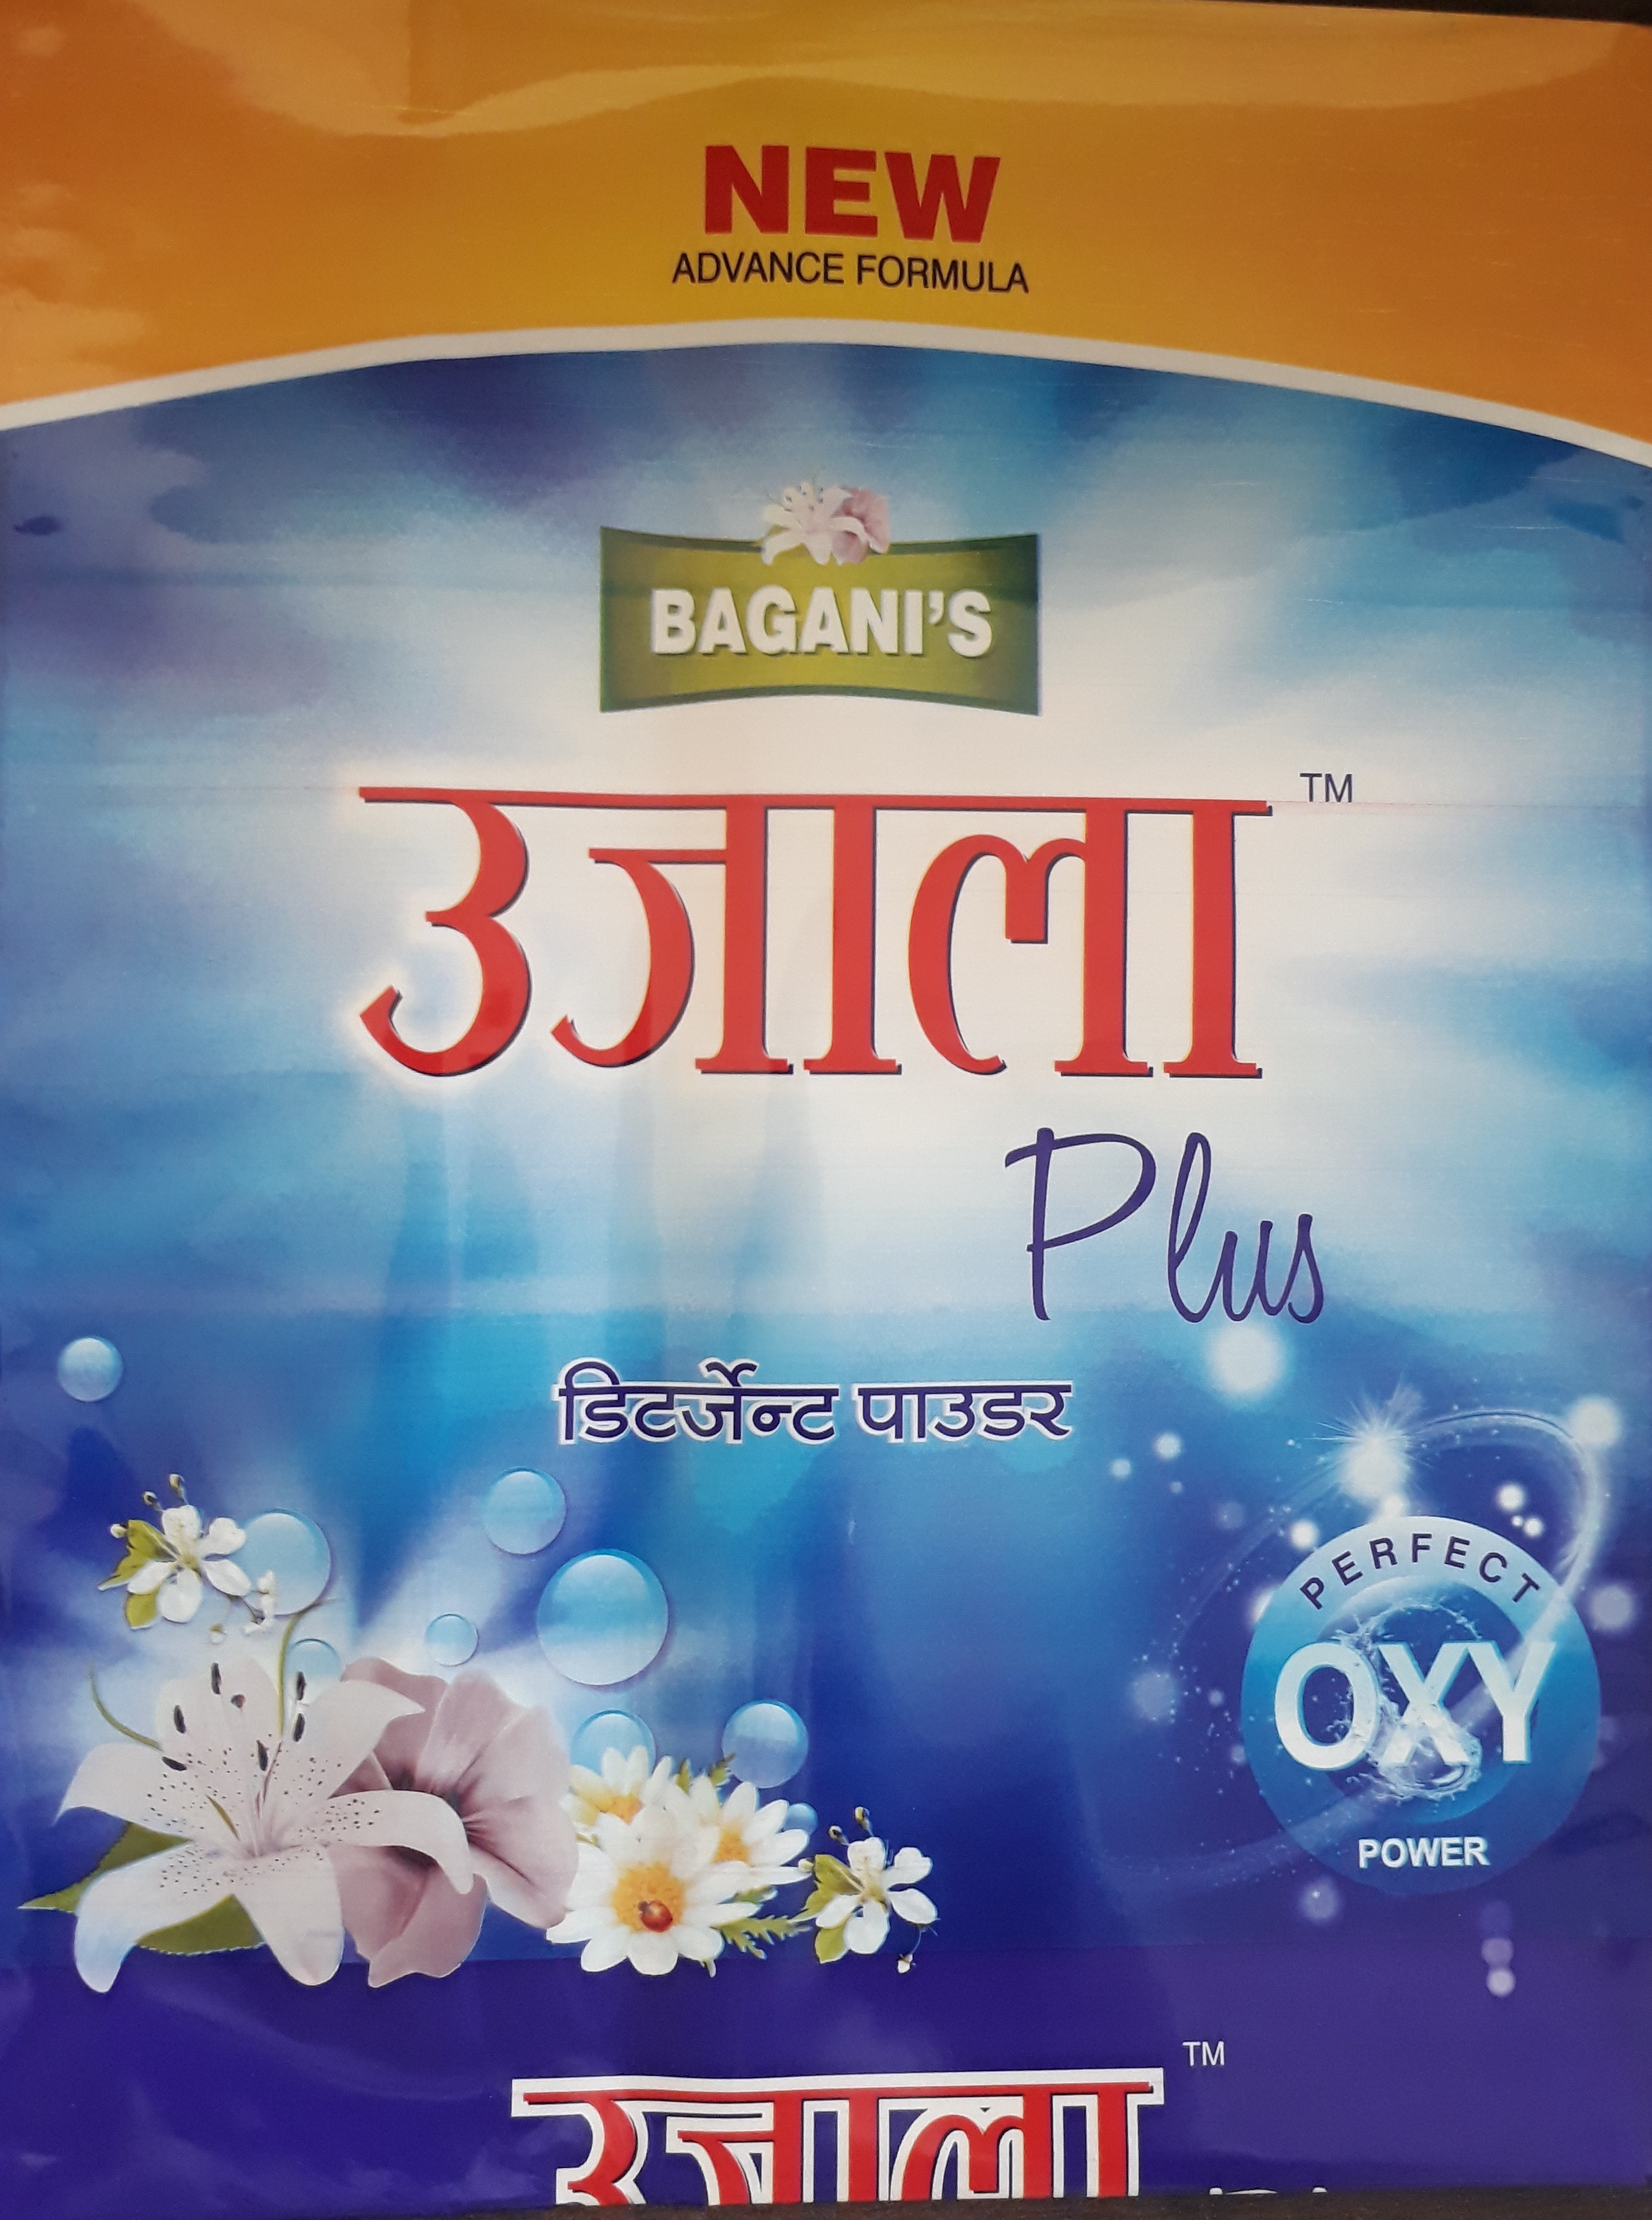 NEW
ADVANCE FORMULA
BAGANI'S
उजाला TM
Plus
डिटर्जेन्ट पाउडर
PERFECT
OXY
POWER
उजाला TM